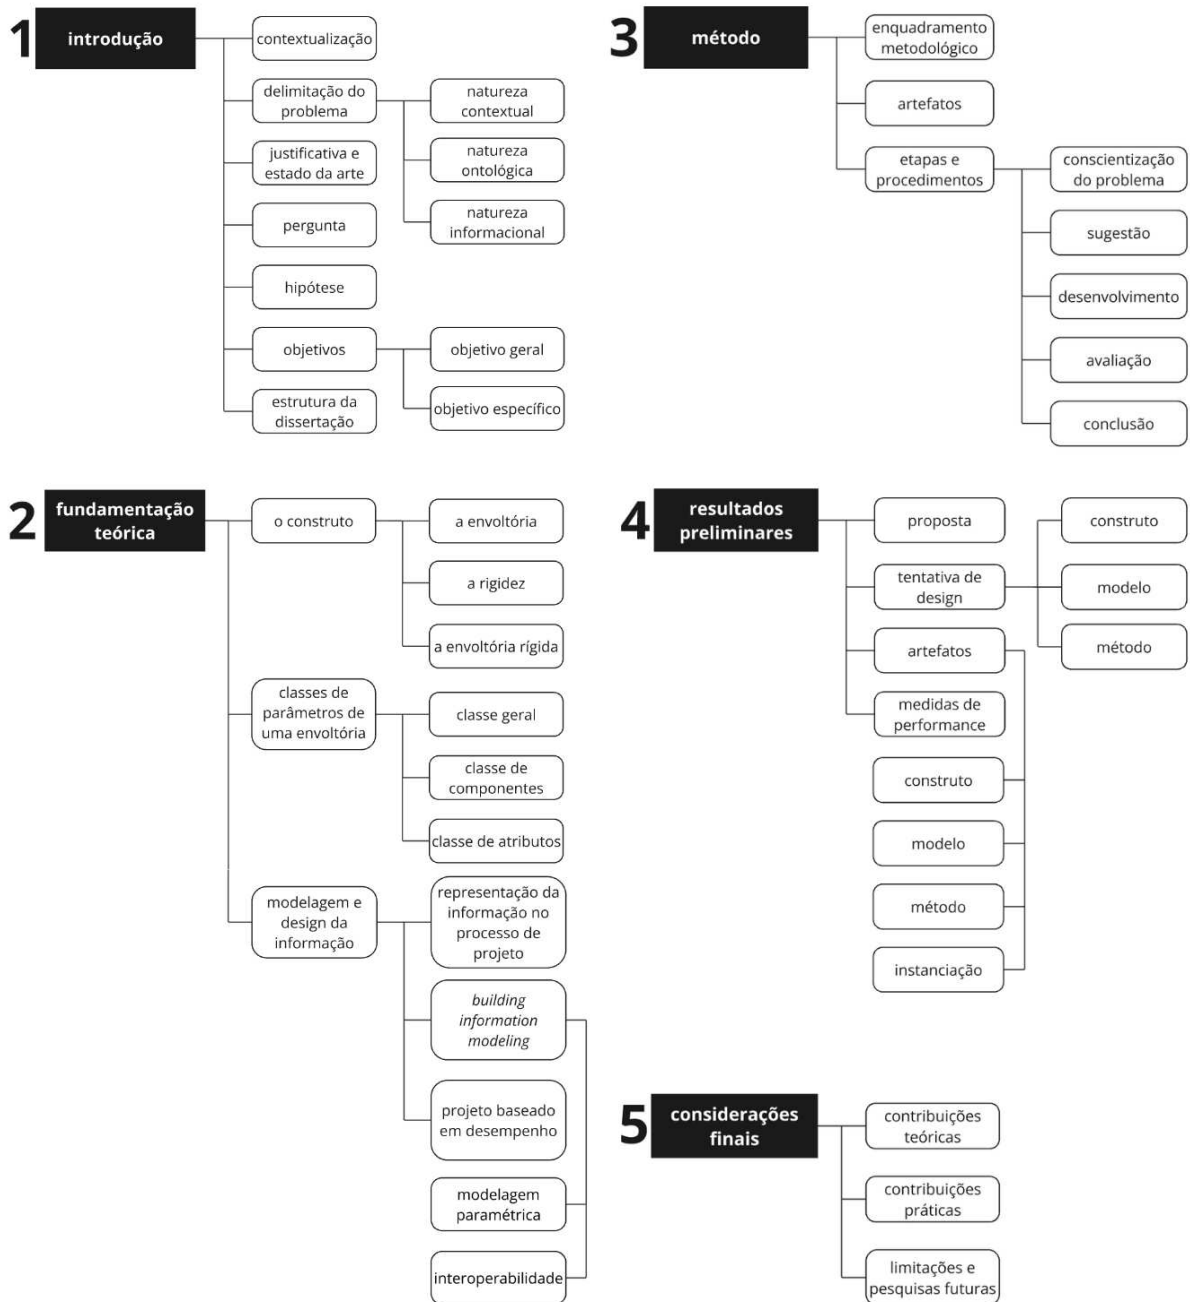 1
introdução
contextualização
delimitação do
problema
natureza
contextual
natureza
ontológica
natureza
informacional
justificativa e
estado da arte
pergunta
hipótese
objetivos
objetivo geral
objetivo específico
estrutura da
dissertação
2
fundamentação
teórica
o construto
a envoltória
a rigidez
a envoltória rígida
classes de
parâmetros de
uma envoltória
classe geral
classe de
componentes
classe de atributos
modelagem e
design da
informação
representação da
informação no
processo de
projeto
building
information
modeling
projeto baseado
em desempenho
modelagem
paramétrica
interoperabilidade
3
método
enquadramento
metodológico
artefatos
etapas e
procedimentos
conscientização
do problema
sugestão
desenvolvimento
avaliação
conclusão
4
resultados
preliminares
proposta
tentativa de
design
construto
modelo
método
artefatos
medidas de
performance
construto
modelo
método
instanciação
5
considerações
finais
contribuições
teóricas
contribuições
práticas
limitações e
pesquisas futuras